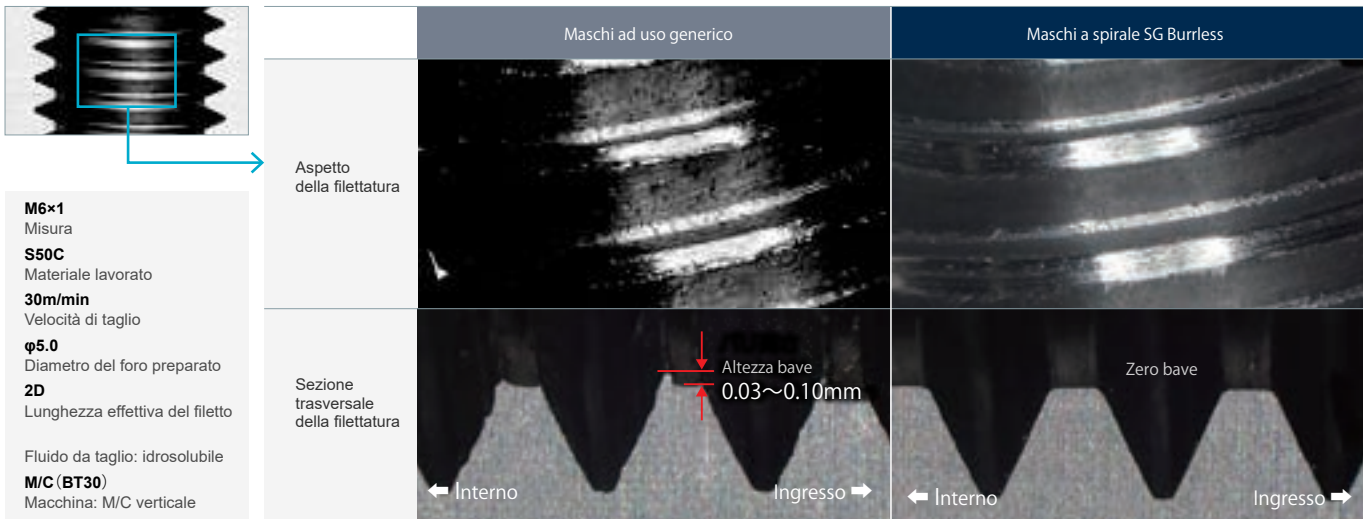 Maschi ad uso generico
Maschi a spirale SG Burrless
Aspetto
della filettatura
M6×1
Misura
S50C
Materiale lavorato
30m/min
Velocità di taglio
φ5.0
Diametro del foro preparato
2D
Lunghezza effettiva del filetto
Fluido da taglio: idrosolubile
M/C（BT30）
Macchina: M/C verticale
Sezione
trasversale
della filettatura
Altezza bave
0.03～0.10mm
Zero bave
⬅ Interno
Ingresso ➡
⬅ Interno
Ingresso ➡